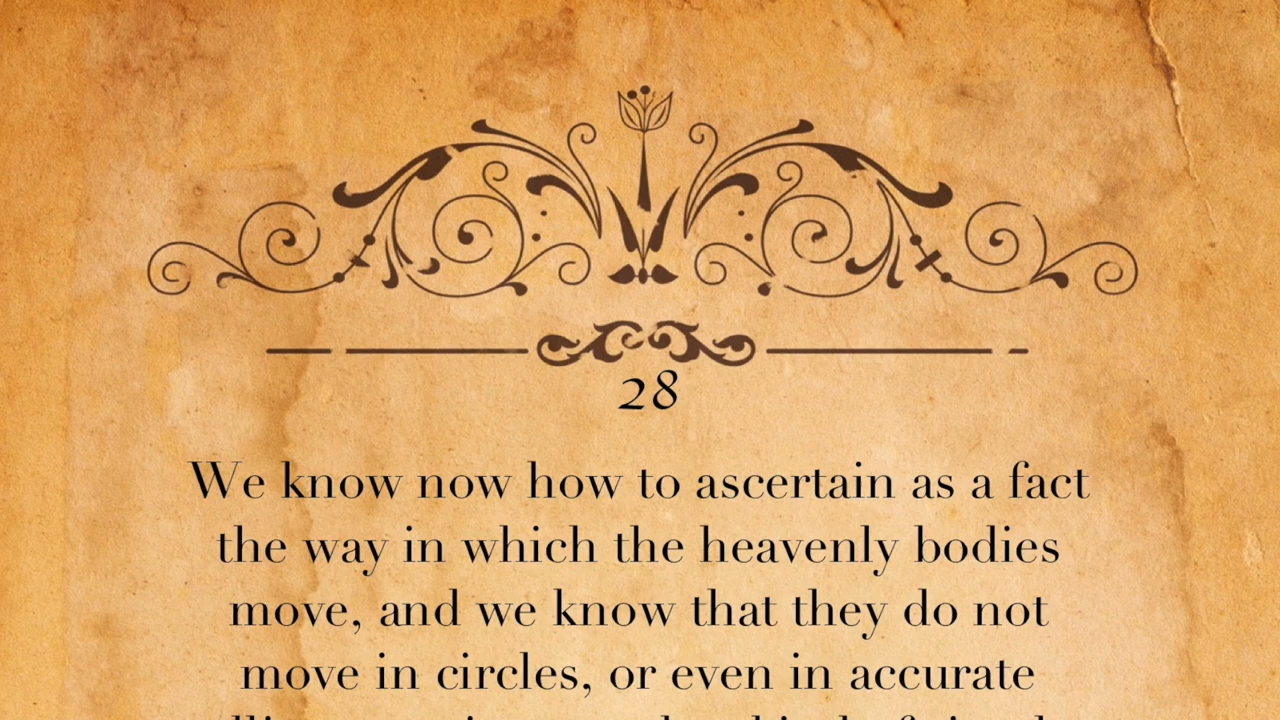 28
We know now how to ascertain as a fact
the way in which the heavenly bodies
move, and we know that they do not
move in circles, or even in accurate